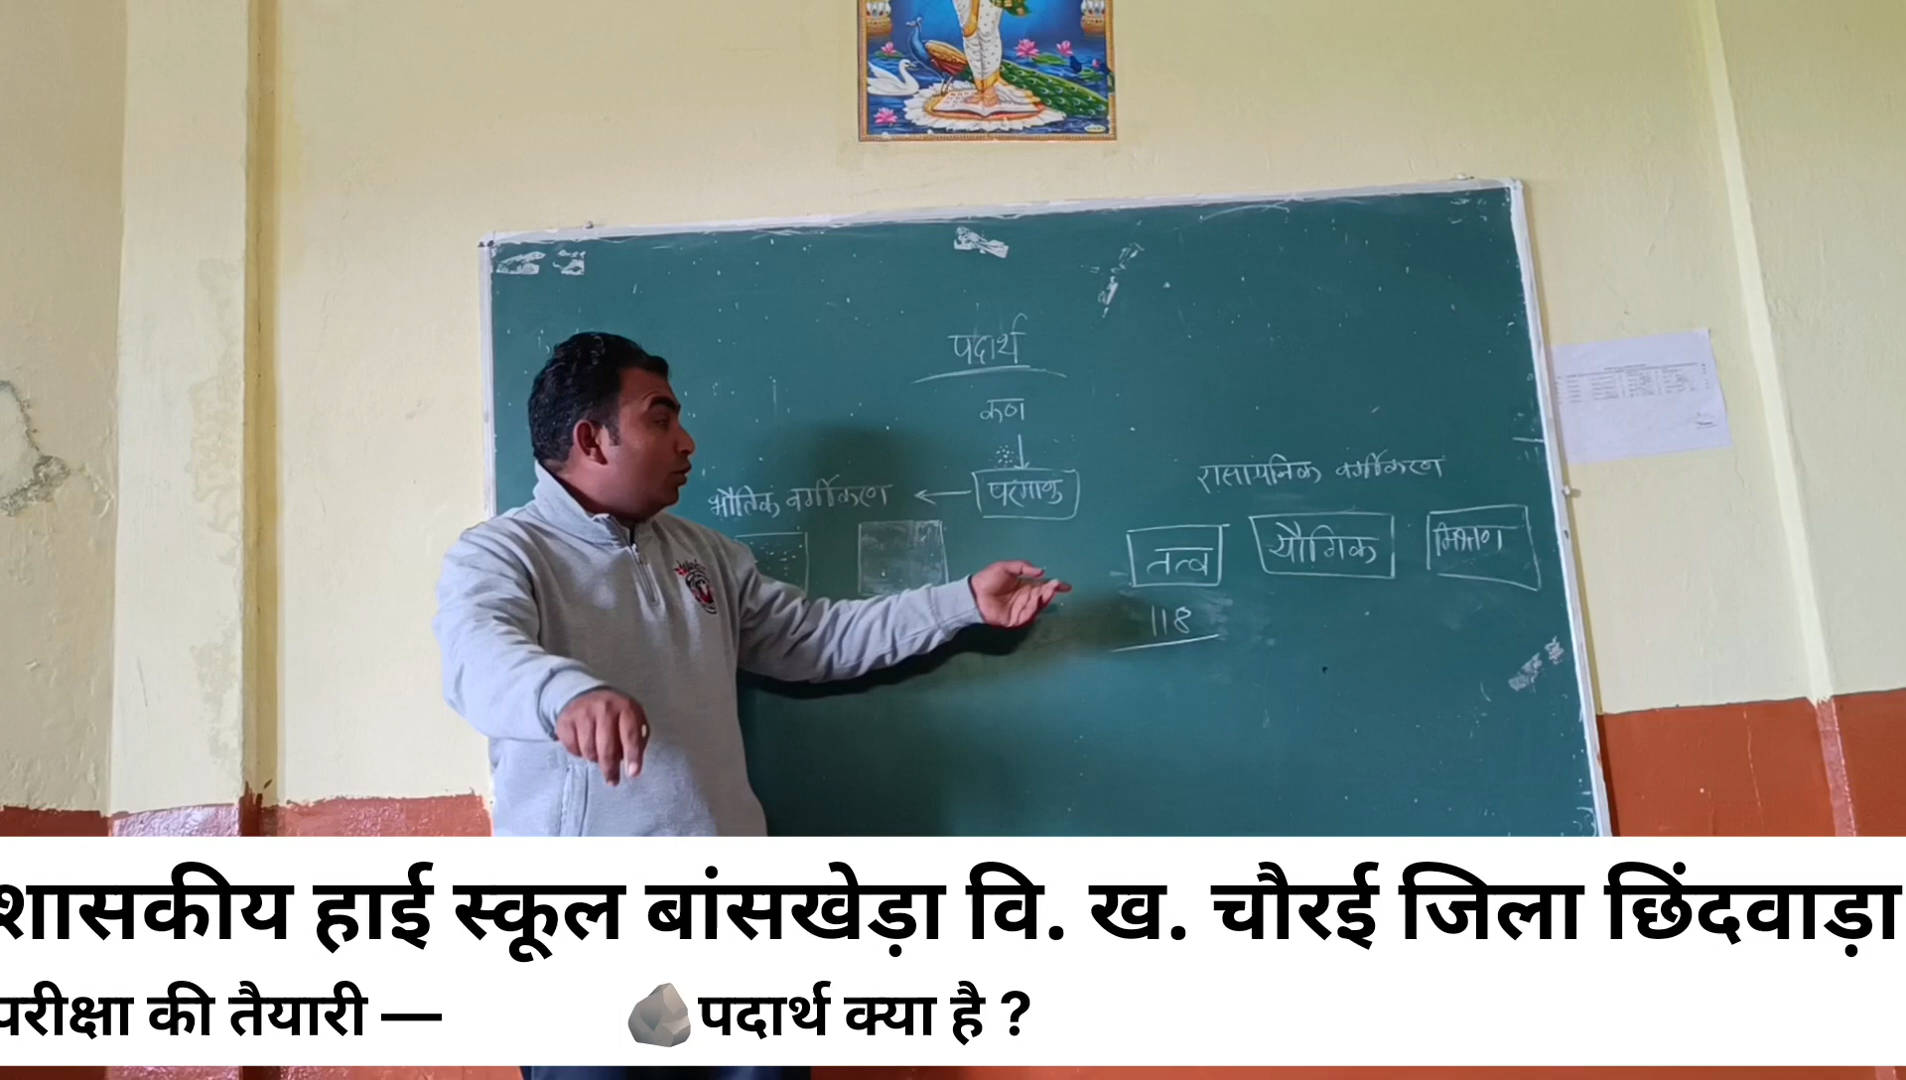 पदार्थ
कण
परमाणु
भौतिक वर्गीकरण
रासायनिक वर्गीकरण
तत्व
यौगिक
मिश्रण
118
शासकीय हाई स्कूल बांसखेड़ा वि. ख. चौरई जिला छिंदवाड़ा
परीक्षा की तैयारी — पदार्थ क्या है ?